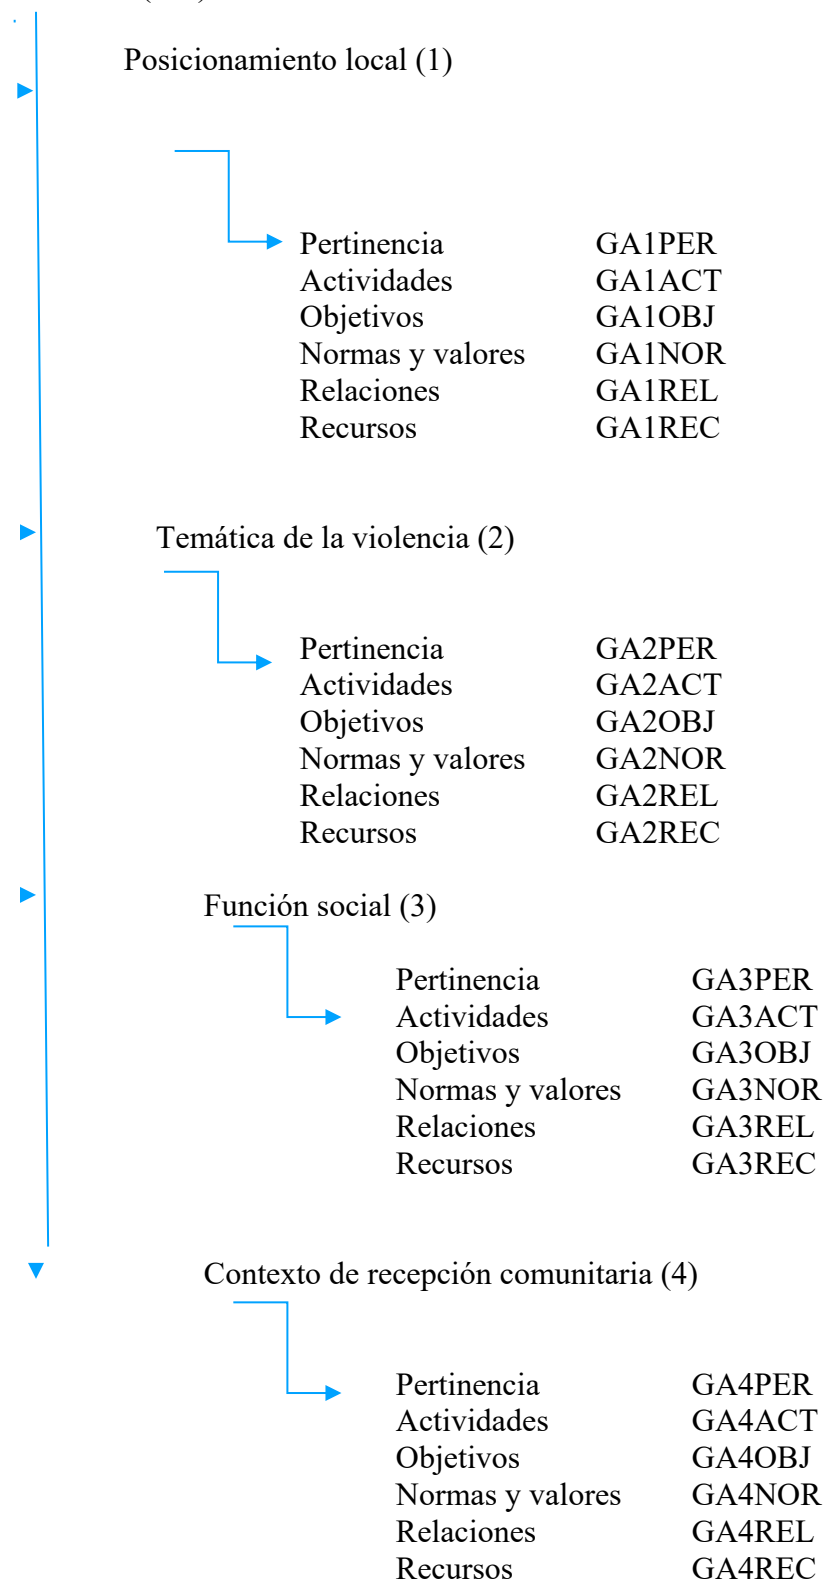 Posicionamiento local (1)
Pertinencia GA1PER
Actividades GA1ACT
Objetivos GA1OBJ
Normas y valores GA1NOR
Relaciones GA1REL
Recursos GA1REC
Temática de la violencia (2)
Pertinencia GA2PER
Actividades GA2ACT
Objetivos GA2OBJ
Normas y valores GA2NOR
Relaciones GA2REL
Recursos GA2REC
Función social (3)
Pertinencia GA3PER
Actividades GA3ACT
Objetivos GA3OBJ
Normas y valores GA3NOR
Relaciones GA3REL
Recursos GA3REC
Contexto de recepción comunitaria (4)
Pertinencia GA4PER
Actividades GA4ACT
Objetivos GA4OBJ
Normas y valores GA4NOR
Relaciones GA4REL
Recursos GA4REC